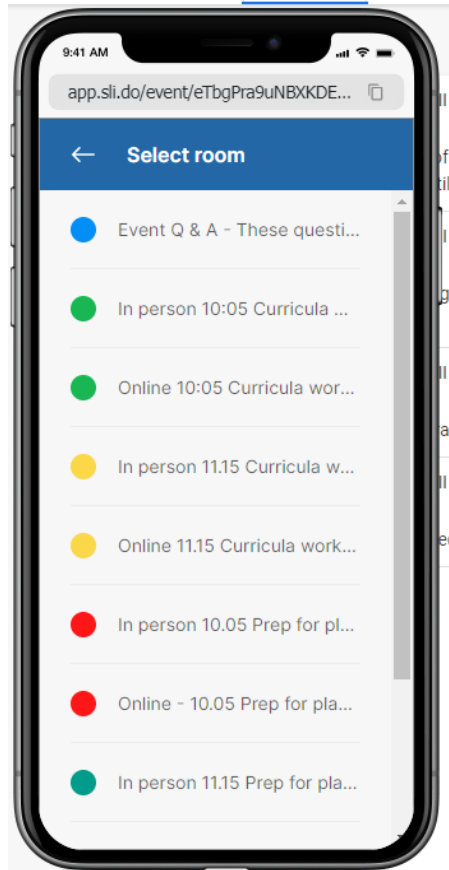 9:41 AM
app.sli.do/event/eTbgPra9uNBXKDE...
Select room
Event Q & A - These questi...
In person 10:05 Curricula ...
Online 10:05 Curricula wor...
In person 11.15 Curricula w...
Online 11.15 Curricula work...
In person 10.05 Prep for pl...
Online - 10.05 Prep for pla...
In person 11.15 Prep for pla...